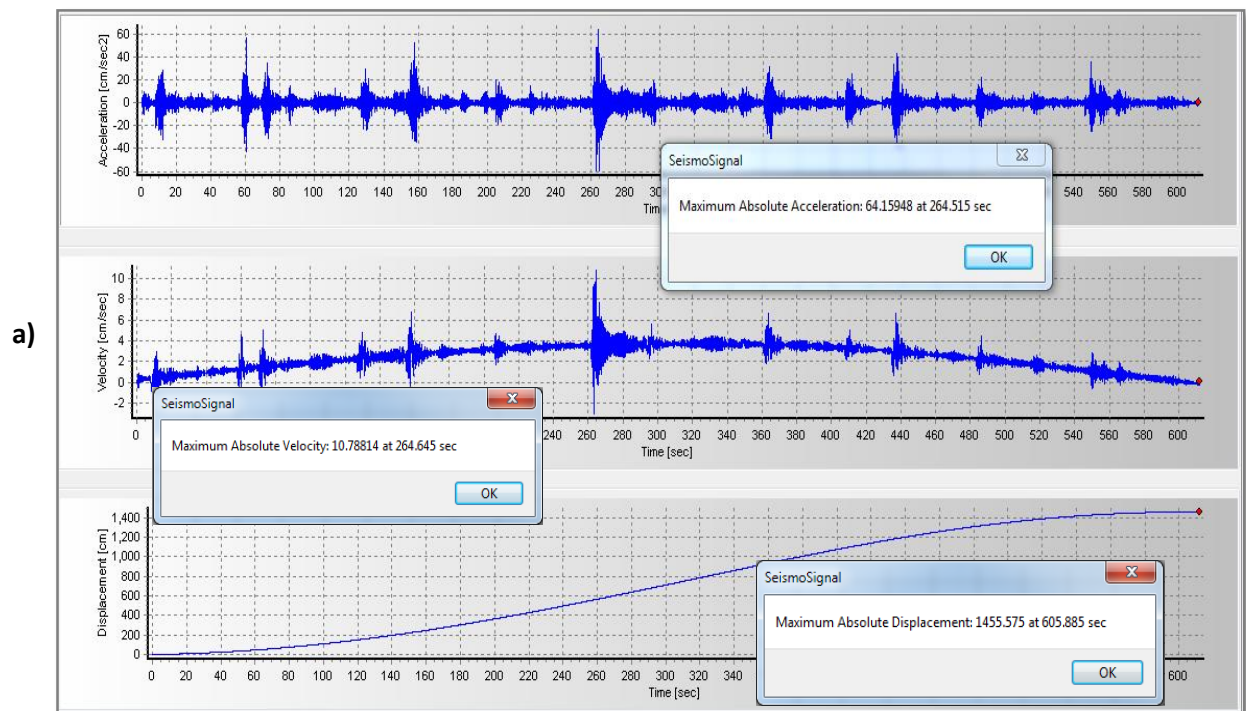 a)
Acceleration [cm/sec2]
60
40
20
0
-20
-40
-60
0 20 40 60 80 100 120 140 160 180 200 220 240 260 280 540 560 580 600
SeismoSignal
Maximum Absolute Acceleration: 64.15948 at 264.515 sec
OK
Velocity [cm/sec]
10
8
6
4
2
0
-2
0 240 260 280 300 320 340 360 380 400 420 440 460 480 500 520 540 560 580 600
Time [sec]
SeismoSignal
Maximum Absolute Velocity: 10.78814 at 264.645 sec
OK
Displacement [cm]
1,400
1,200
1,000
800
600
400
200
0
0 20 40 60 80 100 120 140 160 180 200 220 240 260 280 300 320 340 600
Time [sec]
SeismoSignal
Maximum Absolute Displacement: 1455.575 at 605.885 sec
OK